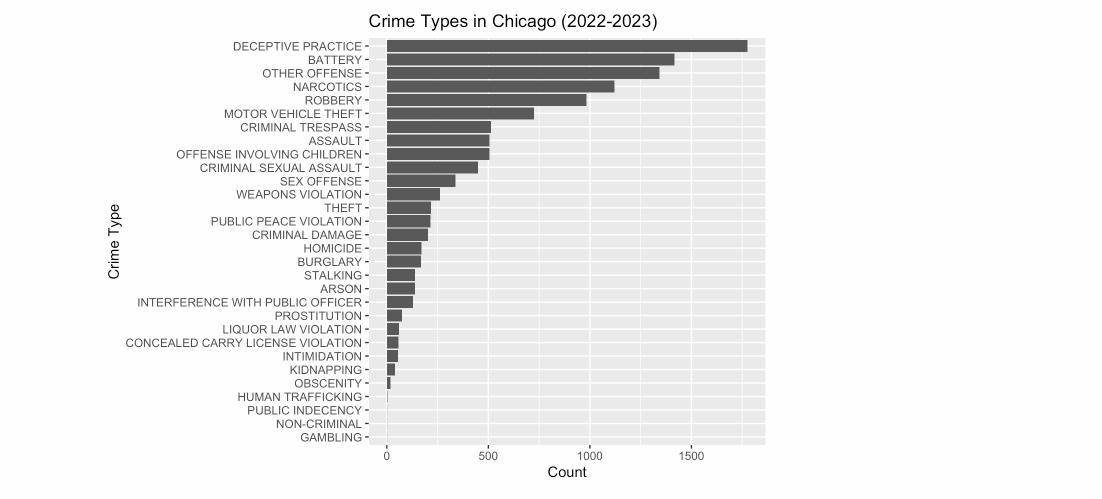 Crime Types in Chicago (2022-2023)
DECEPTIVE PRACTICE
BATTERY
OTHER OFFENSE
NARCOTICS
ROBBERY
MOTOR VEHICLE THEFT
CRIMINAL TRESPASS
ASSAULT
OFFENSE INVOLVING CHILDREN
CRIMINAL SEXUAL ASSAULT
SEX OFFENSE
WEAPONS VIOLATION
THEFT
PUBLIC PEACE VIOLATION
CRIMINAL DAMAGE
HOMICIDE
BURGLARY
STALKING
ARSON
INTERFERENCE WITH PUBLIC OFFICER
PROSTITUTION
LIQUOR LAW VIOLATION
CONCEALED CARRY LICENSE VIOLATION
INTIMIDATION
KIDNAPPING
OBSCENITY
HUMAN TRAFFICKING
PUBLIC INDECENCY
NON-CRIMINAL
GAMBLING
Crime Type
0 500 1000 1500
Count